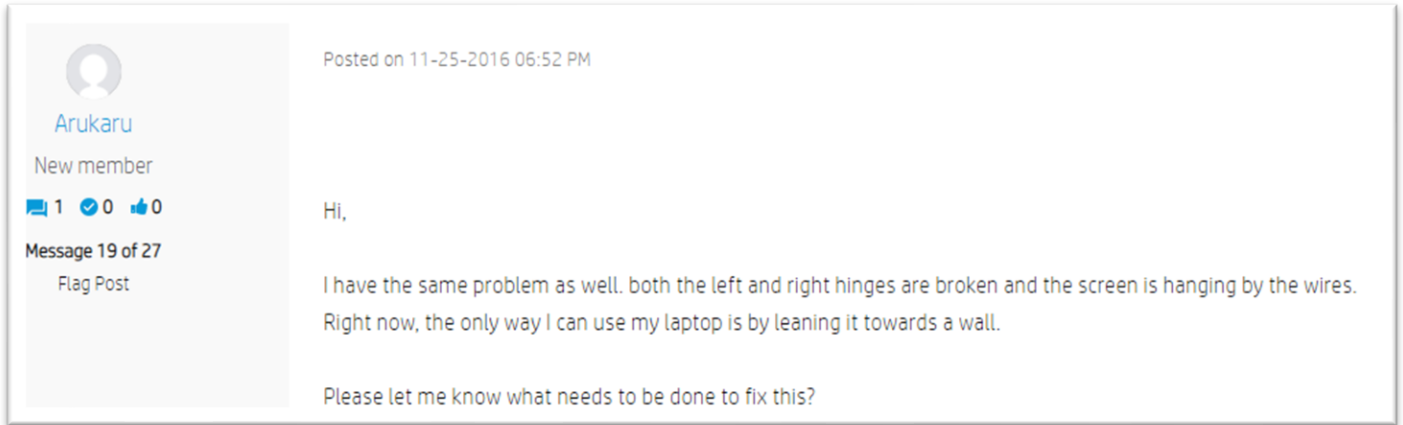 Arukaru
New member
1 0 0
Message 19 of 27
Flag Post
Posted on 11-25-2016 06:52 PM
Hi,
I have the same problem as well. both the left and right hinges are broken and the screen is hanging by the wires.
Right now, the only way I can use my laptop is by leaning it towards a wall.
Please let me know what needs to be done to fix this?